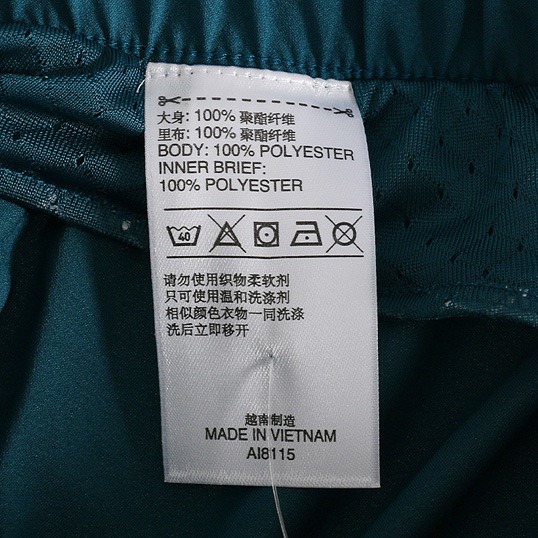 大身: 100% 聚酯纤维
里布: 100% 聚酯纤维
BODY: 100% POLYESTER
INNER BRIEF:
100% POLYESTER
40
请勿使用织物柔软剂
只可使用温和洗涤剂
相似颜色衣物一同洗涤
洗后立即移开
越南制造
MADE IN VIETNAM
AI8115